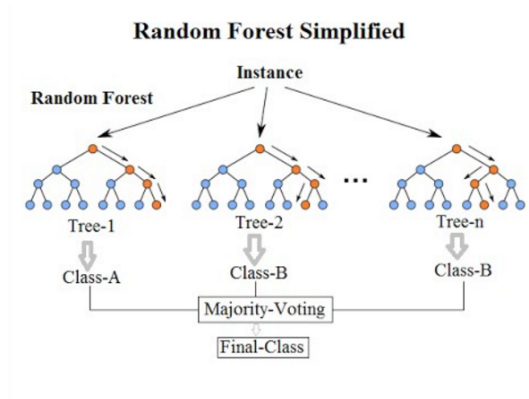 Random Forest Simplified
Instance
Random Forest
...
Tree-1
Tree-2
Tree-n
Class-A
Class-B
Class-B
Majority-Voting
Final-Class